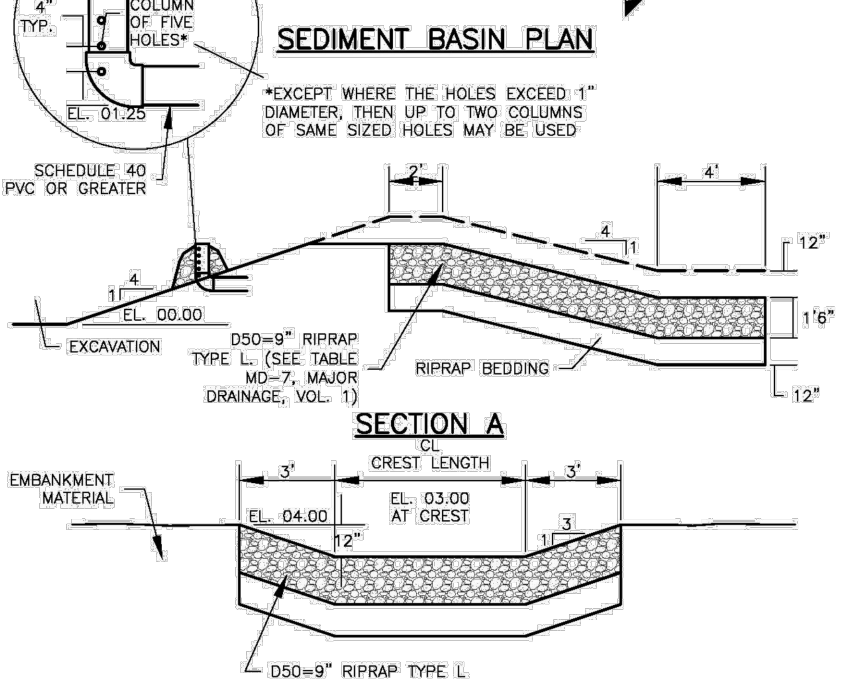 4"
TYP.
COLUMN
OF FIVE
HOLES*
EL. 01.25
SEDIMENT BASIN PLAN
*EXCEPT WHERE THE HOLES EXCEED 1"
DIAMETER, THEN UP TO TWO COLUMNS
OF SAME SIZED HOLES MAY BE USED
SCHEDULE 40
PVC OR GREATER
2'
4'
4
1
12"
4
1
EL. 00.00
EXCAVATION
D50=9" RIPRAP
TYPE L. (SEE TABLE
MD-7, MAJOR
DRAINAGE, VOL. 1)
RIPRAP BEDDING
1'6"
12"
SECTION A
CL
CREST LENGTH
3'
3'
EMBANKMENT
MATERIAL
EL. 04.00
EL. 03.00
AT CREST
12"
3
1
D50=9" RIPRAP TYPE L